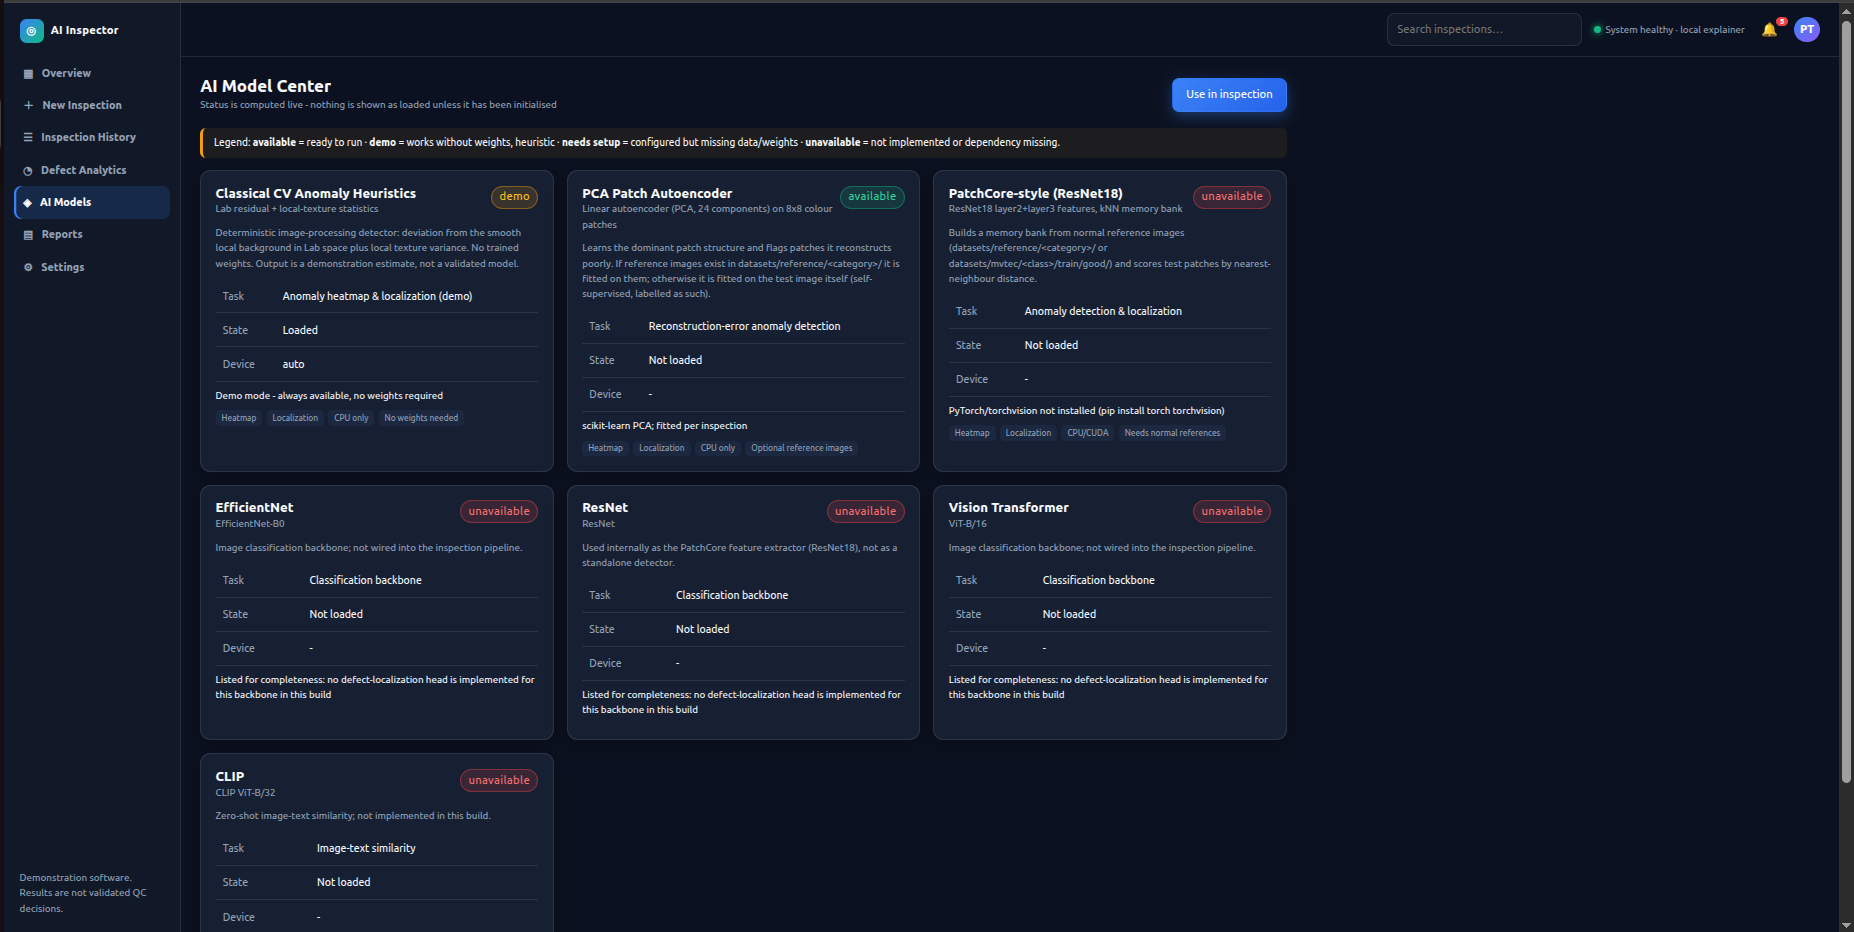 AI Inspector
Search inspections...
System healthy · local explainer
5
PT
Overview
New Inspection
Inspection History
Defect Analytics
AI Models
Reports
Settings
AI Model Center
Status is computed live - nothing is shown as loaded unless it has been initialised
Use in inspection
Legend: available = ready to run · demo = works without weights, heuristic · needs setup = configured but missing data/weights · unavailable = not implemented or dependency missing.
Classical CV Anomaly Heuristics
demo
Lab residual + local-texture statistics
Deterministic image-processing detector: deviation from the smooth
local background in Lab space plus local texture variance. No trained
weights. Output is a demonstration estimate, not a validated model.
Task Anomaly heatmap & localization (demo)
State Loaded
Device auto
Demo mode - always available, no weights required
Heatmap Localization CPU only No weights needed
PCA Patch Autoencoder
available
Linear autoencoder (PCA, 24 components) on 8x8 colour
patches
Learns the dominant patch structure and flags patches it reconstructs
poorly. If reference images exist in datasets/reference/<category>/ it is
fitted on them; otherwise it is fitted on the test image itself (self-
supervised, labelled as such).
Task Reconstruction-error anomaly detection
State Not loaded
Device -
scikit-learn PCA; fitted per inspection
Heatmap Localization CPU only Optional reference images
PatchCore-style (ResNet18)
unavailable
ResNet18 layer2+layer3 features, kNN memory bank
Builds a memory bank from normal reference images
(datasets/reference/<category>/ or
datasets/mvtec/<class>/train/good/) and scores test patches by nearest-
neighbour distance.
Task Anomaly detection & localization
State Not loaded
Device -
PyTorch/torchvision not installed (pip install torch torchvision)
Heatmap Localization CPU/CUDA Needs normal references
EfficientNet
unavailable
EfficientNet-B0
Image classification backbone; not wired into the inspection pipeline.
Task Classification backbone
State Not loaded
Device -
Listed for completeness: no defect-localization head is implemented for
this backbone in this build
ResNet
unavailable
ResNet
Used internally as the PatchCore feature extractor (ResNet18), not as a
standalone detector.
Task Classification backbone
State Not loaded
Device -
Listed for completeness: no defect-localization head is implemented for
this backbone in this build
Vision Transformer
unavailable
ViT-B/16
Image classification backbone; not wired into the inspection pipeline.
Task Classification backbone
State Not loaded
Device -
Listed for completeness: no defect-localization head is implemented for
this backbone in this build
CLIP
unavailable
CLIP ViT-B/32
Zero-shot image-text similarity; not implemented in this build.
Task Image-text similarity
State Not loaded
Device -
Demonstration software.
Results are not validated QC
decisions.